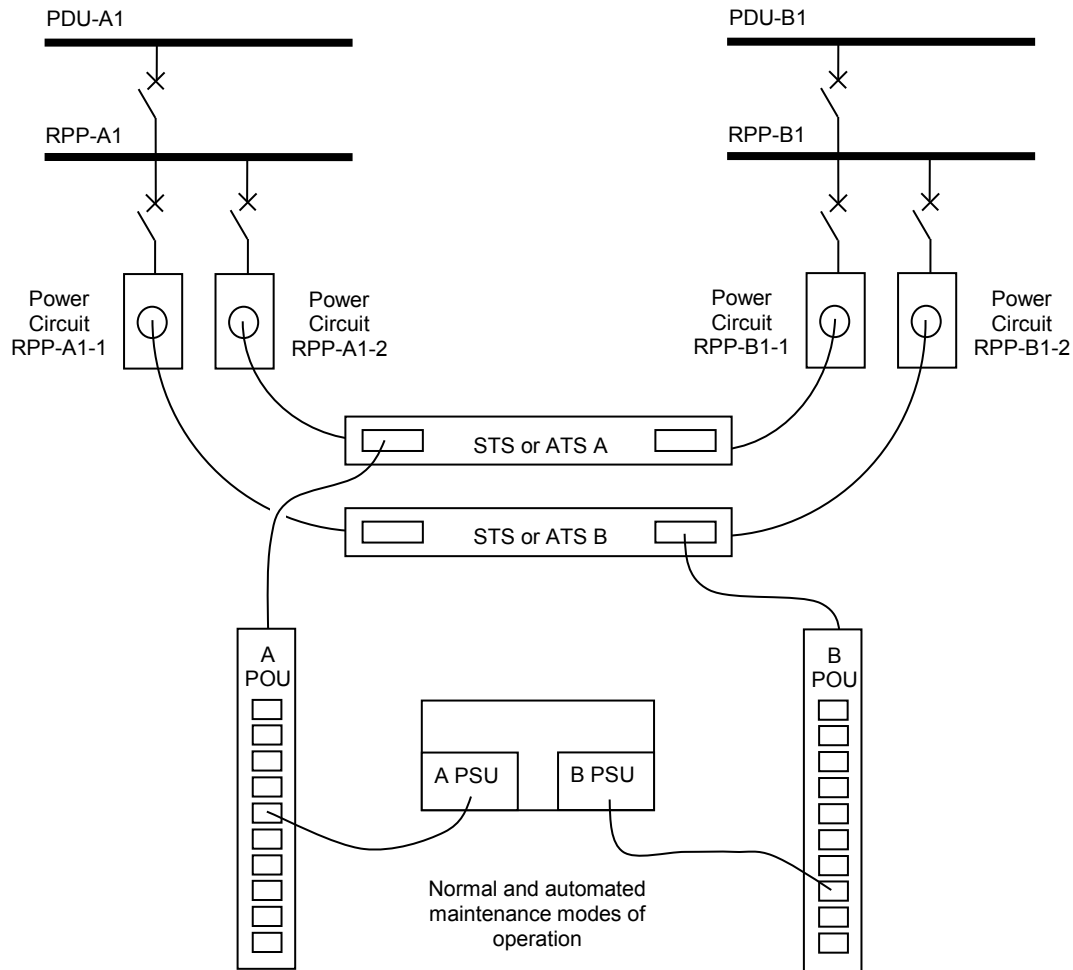 PDU-A1
PDU-B1
RPP-A1
RPP-B1
Power
Circuit
RPP-A1-1
Power
Circuit
RPP-A1-2
Power
Circuit
RPP-B1-1
Power
Circuit
RPP-B1-2
STS or ATS A
STS or ATS B
A
POU
B
POU
A PSU
B PSU
Normal and automated
maintenance modes of
operation